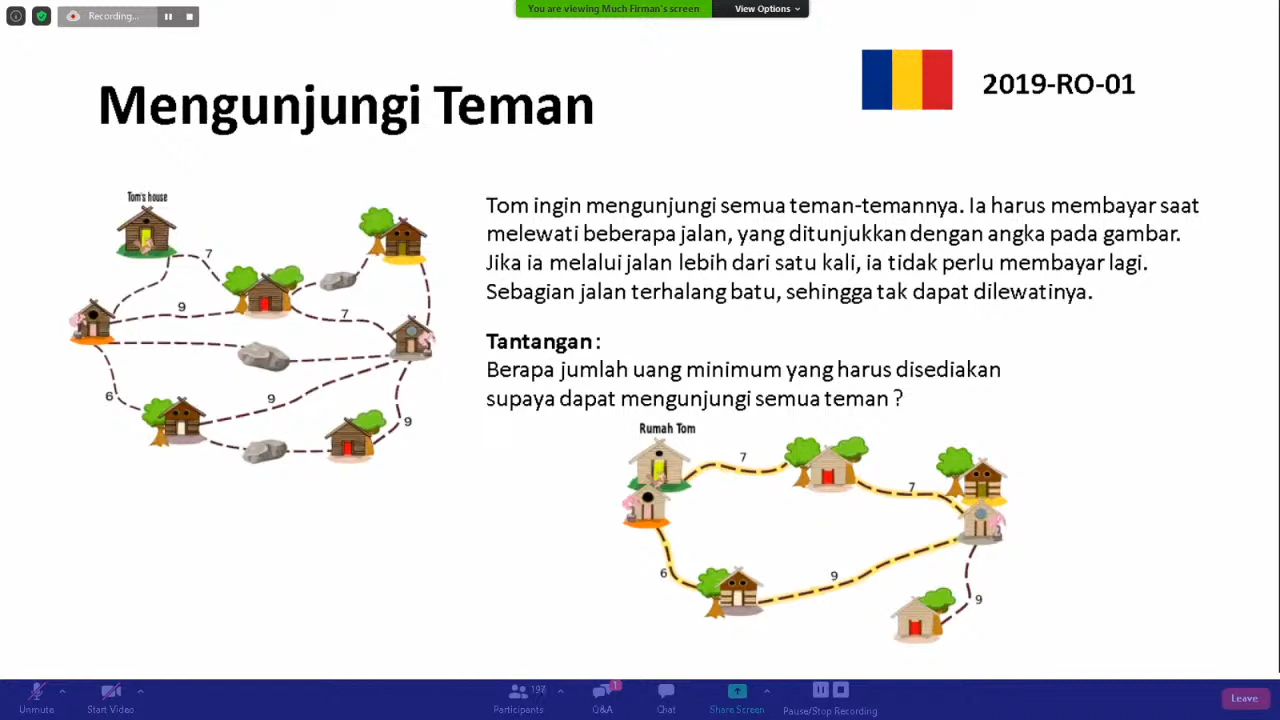 Recording...
You are viewing Much Firman's screen
View Options
Mengunjungi Teman
2019-RO-01
Tom's house
7
9
7
6
9
9
Tom ingin mengunjungi semua teman-temannya. Ia harus membayar saat
melewati beberapa jalan, yang ditunjukkan dengan angka pada gambar.
Jika ia melalui jalan lebih dari satu kali, ia tidak perlu membayar lagi.
Sebagian jalan terhalang batu, sehingga tak dapat dilewatinya.
Tantangan :
Berapa jumlah uang minimum yang harus disediakan
supaya dapat mengunjungi semua teman ?
Rumah Tom
7
7
6
9
9
Unmute
Start Video
197
Participants
1
Q&A
Chat
Share Screen
Pause/Stop Recording
Leave